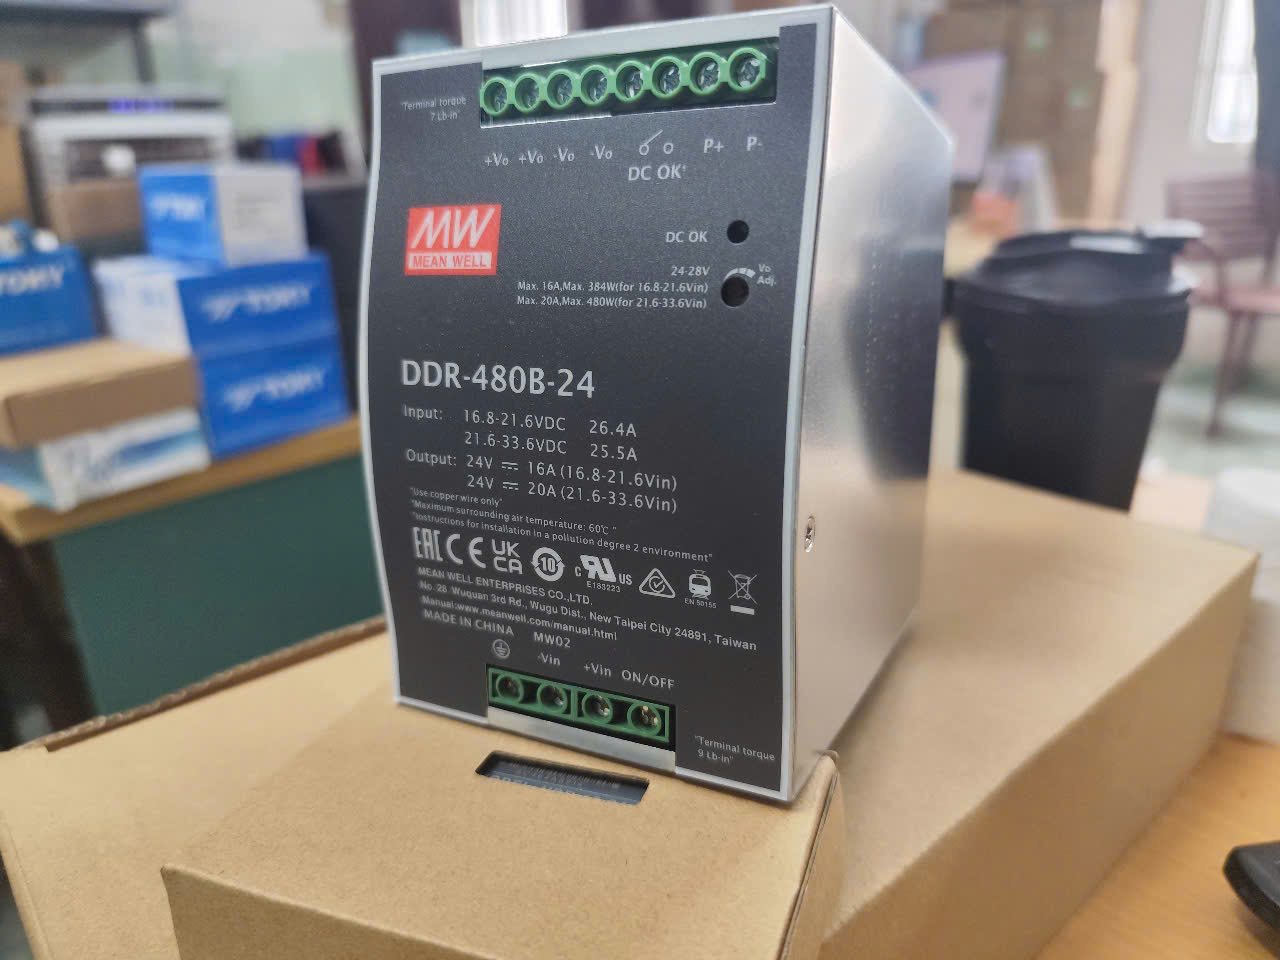 "Terminal torque
7 Lb-in"
+Vo +Vo -Vo -Vo P+ P-
DC OK
MW
MEAN WELL
DC OK
24-28V
Vo
Adj.
Max. 16A,Max. 384W(for 16.8-21.6Vin)
Max. 20A,Max. 480W(for 21.6-33.6Vin)
DDR-480B-24
Input: 16.8-21.6VDC 26.4A
21.6-33.6VDC 25.5A
Output: 24V ⎓ 16A (16.8-21.6Vin)
24V ⎓ 20A (21.6-33.6Vin)
"Use copper wire only"
"Maximum surrounding air temperature: 60℃ "
"Instructions for installation in a pollution degree 2 environment"
EAC CE UK
CA 10 c RU US
E183223
EN 50155
MEAN WELL ENTERPRISES CO.,LTD.
No. 28, Wuquan 3rd Rd., Wugu Dist., New Taipei City 24891, Taiwan
Manual:www.meanwell.com/manual.html
MADE IN CHINA MW02
-Vin +Vin ON/OFF
"Terminal torque
9 Lb-in"